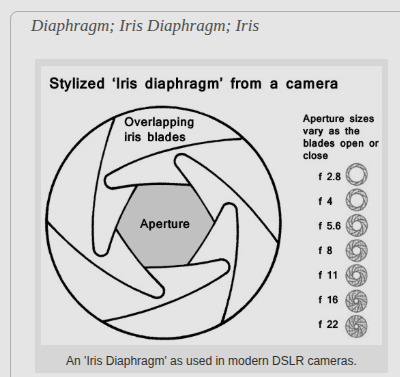 Diaphragm; Iris Diaphragm; Iris
Stylized 'Iris diaphragm' from a camera
Overlapping
iris blades
Aperture
Aperture sizes
vary as the
blades open or
close
f 2.8
f 4
f 5.6
f 8
f 11
f 16
f 22
An 'Iris Diaphragm' as used in modern DSLR cameras.